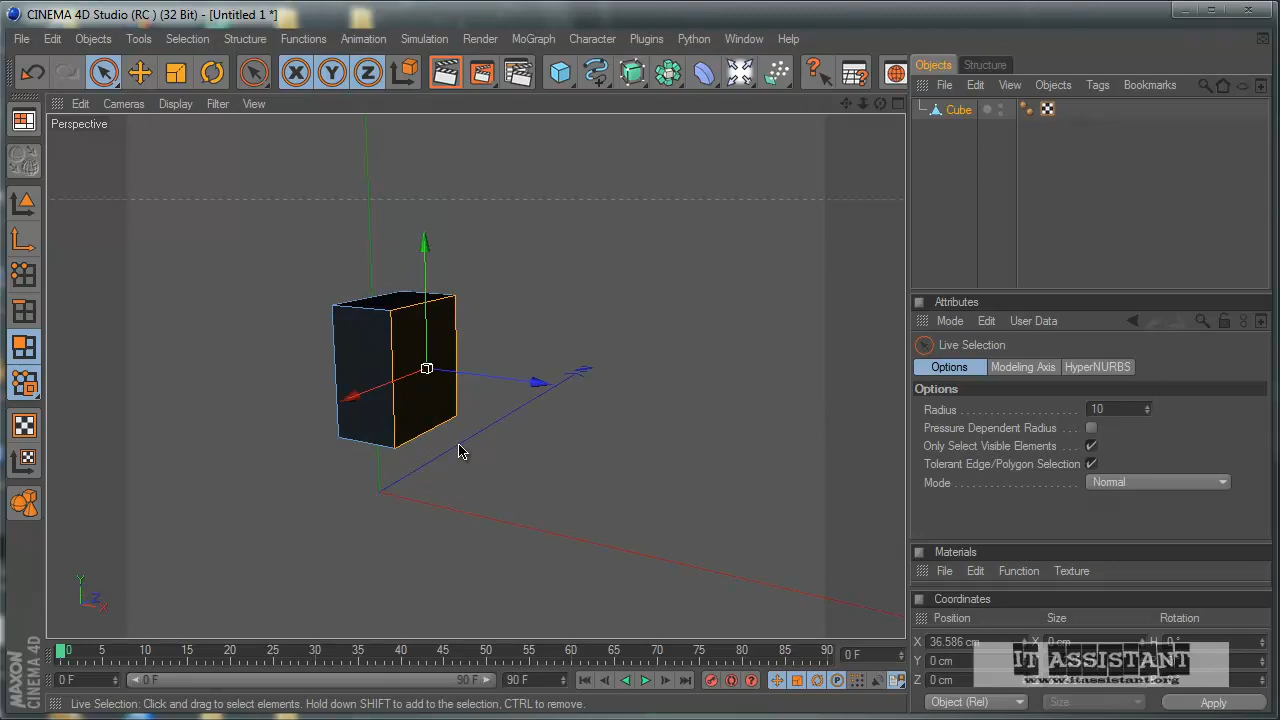 CINEMA 4D Studio (RC ) (32 Bit) - [Untitled 1 *]
File Edit Objects Tools Selection Structure Functions Animation Simulation Render MoGraph Character Plugins Python Window Help
X Y Z
Objects Structure
Edit Cameras Display Filter View
File Edit View Objects Tags Bookmarks
Perspective
Cube
Attributes
Mode Edit User Data
Live Selection
Options Modeling Axis HyperNURBS
Options
Radius 10
Pressure Dependent Radius
Only Select Visible Elements
Tolerant Edge/Polygon Selection
Mode Normal
Materials
File Edit Function Texture
Y
Z
X
Coordinates
Position Size Rotation
X 36.586 cm X 0 cm H 0 °
Y 0 cm
Z 0 cm
IT ASSISTANT
www.itassistant.org
0 5 10 15 20 25 30 35 40 45 50 55 60 65 70 75 80 85 90 0 F
0 F 0 F 90 F 90 F
Object (Rel) Size Apply
MAXON CINEMA 4D
Live Selection: Click and drag to select elements. Hold down SHIFT to add to the selection, CTRL to remove.